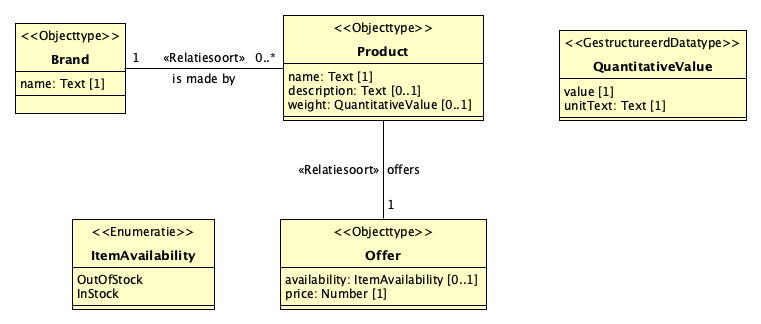 <<Objecttype>>
Brand
name: Text [1]
1 «Relatiesoort» 0..*
is made by
<<Objecttype>>
Product
name: Text [1]
description: Text [0..1]
weight: QuantitativeValue [0..1]
<<GestructureerdDatatype>>
QuantitativeValue
value [1]
unitText: Text [1]
«Relatiesoort» offers
1
<<Enumeratie>>
ItemAvailability
OutOfStock
InStock
<<Objecttype>>
Offer
availability: ItemAvailability [0..1]
price: Number [1]